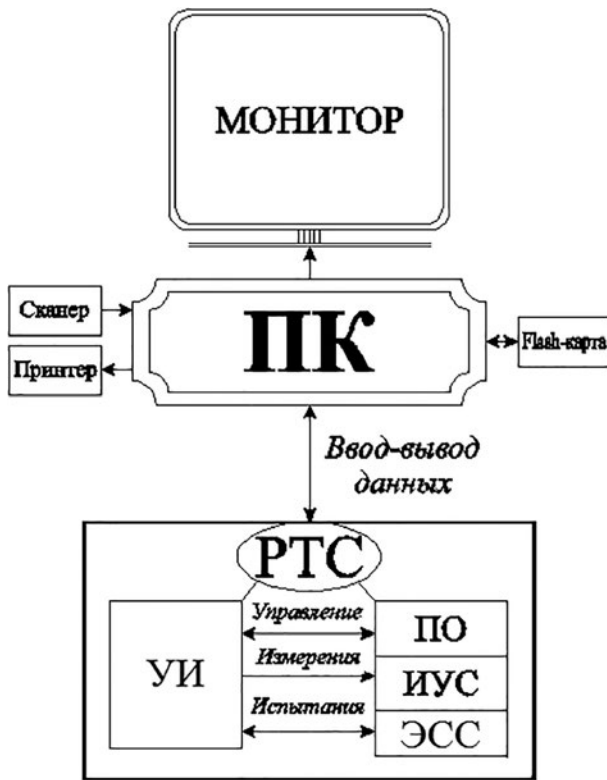 МОНИТОР
Сканер
ПК
Принтер
Flash-карта
Ввод-вывод
данных
РТС
Управление
ПО
УИ
Измерения
ИУС
Испытания
ЭСС